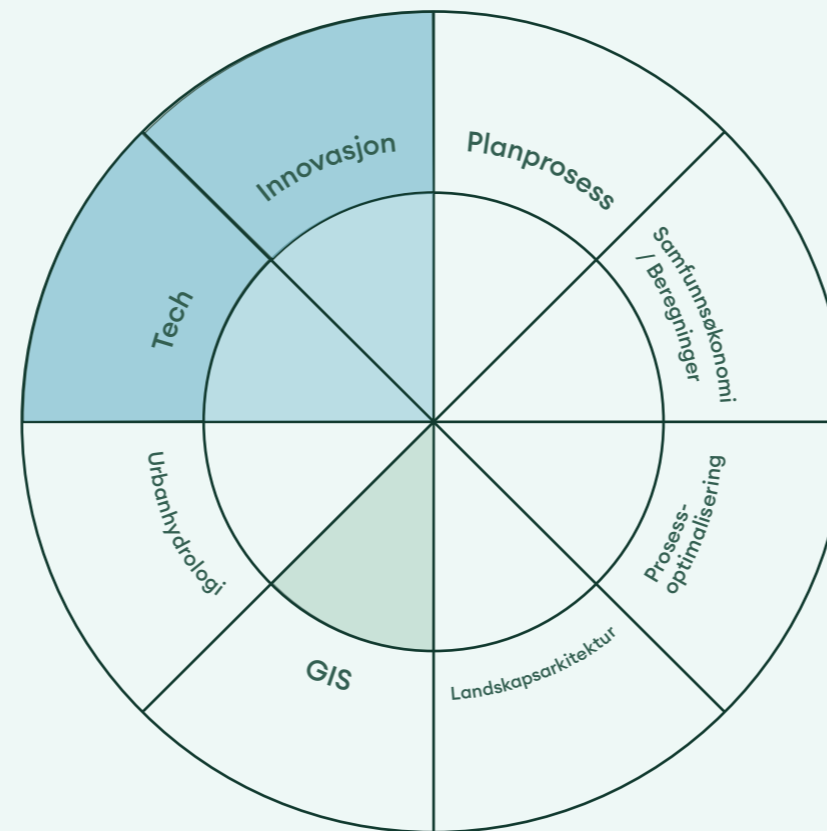 Innovasjon
Planprosess
Samfunnsøkonomi
/ Beregninger
Prosess-
optimalisering
Landskapsarkitektur
GIS
Urbanhydrologi
Tech